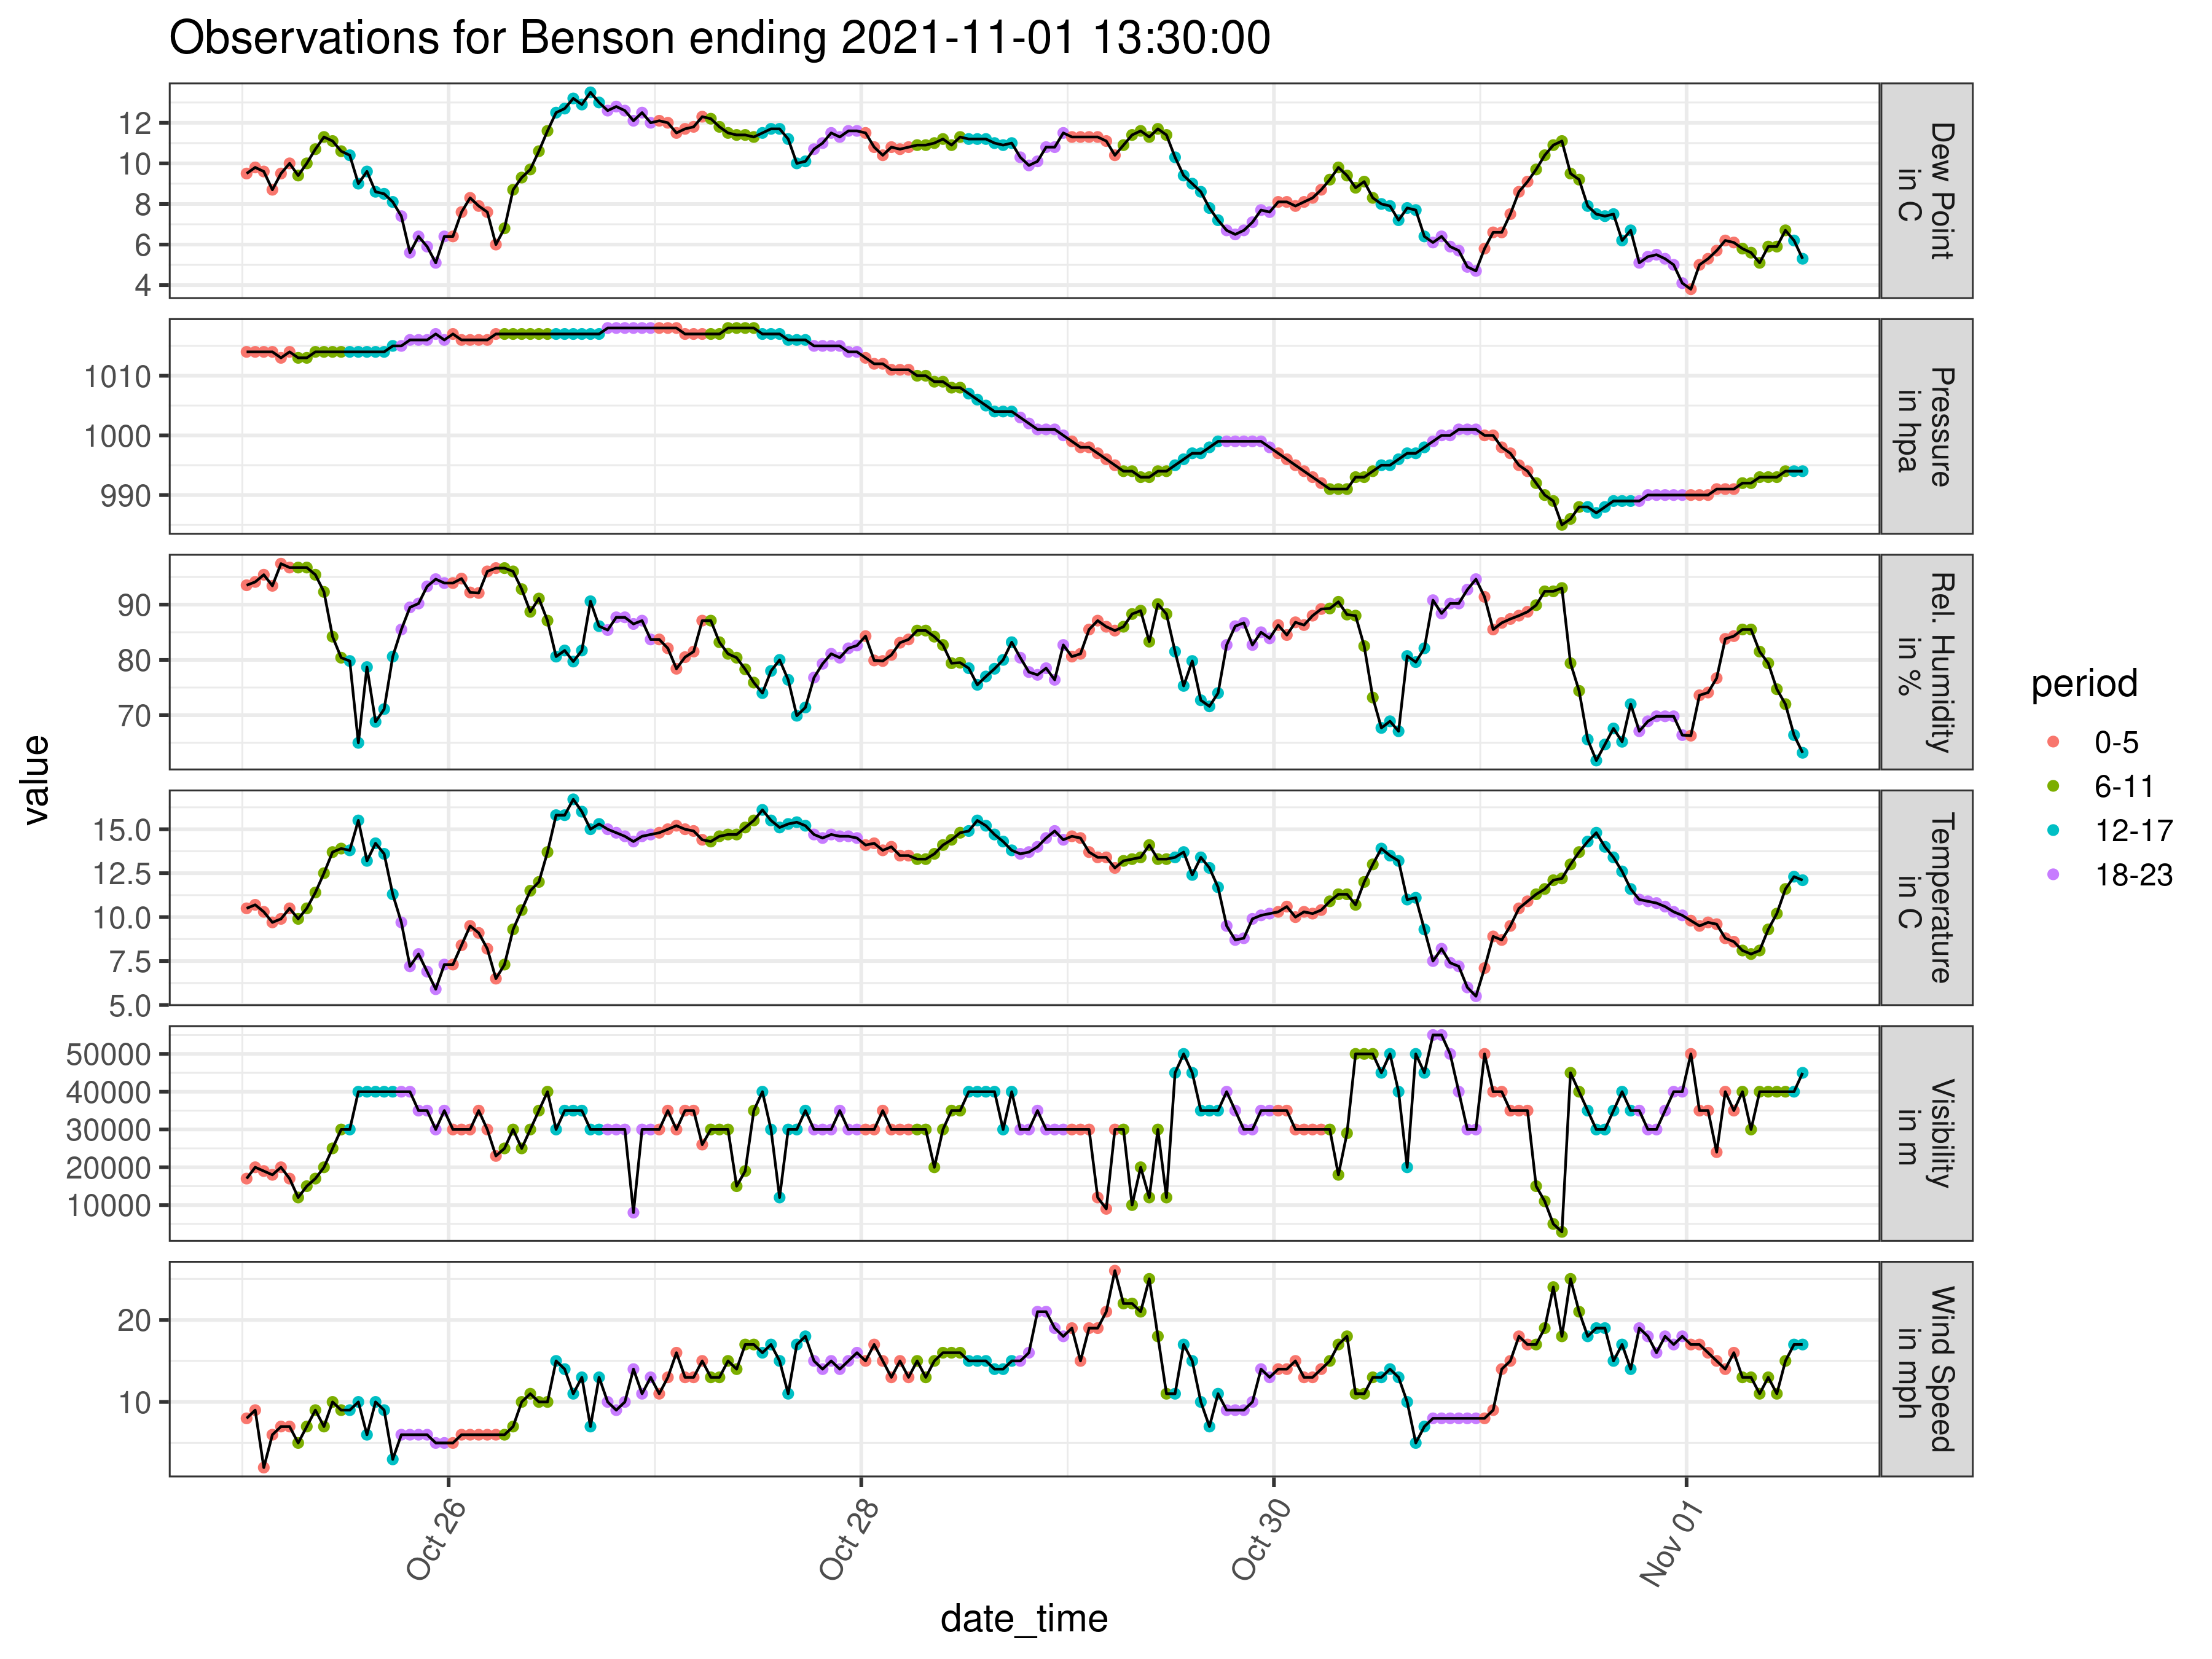 Observations for Benson ending 2021-11-01 13:30:00
12
10
8
6
4
Dew Point
in C
1010
1000
990
Pressure
in hpa
90
80
70
Rel. Humidity
in %
15.0
12.5
10.0
7.5
5.0
Temperature
in C
50000
40000
30000
20000
10000
Visibility
in m
20
10
Wind Speed
in mph
value
Oct 26
Oct 28
Oct 30
Nov 01
date_time
period
0-5
6-11
12-17
18-23